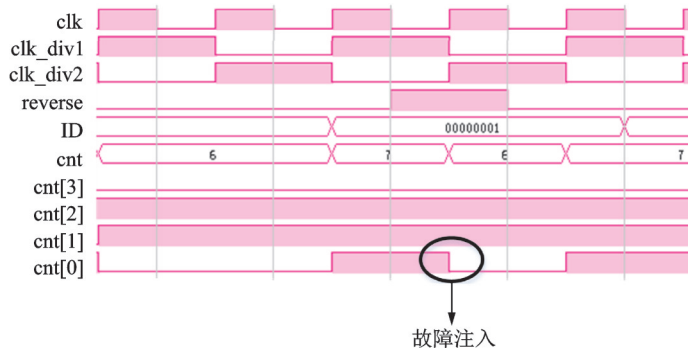 clk
clk_div1
clk_div2
reverse
ID 00000001
cnt 6 7 6 7
cnt[3]
cnt[2]
cnt[1]
cnt[0]
故障注入